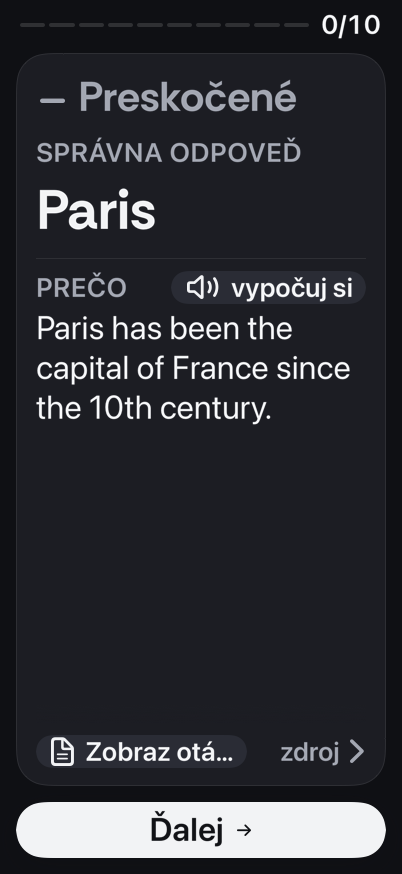 0/10
– Preskočené
SPRÁVNA ODPOVEĎ
Paris
PREČO
vypočuj si
Paris has been the
capital of France since
the 10th century.
Zobraz otá...
zdroj
Ďalej →